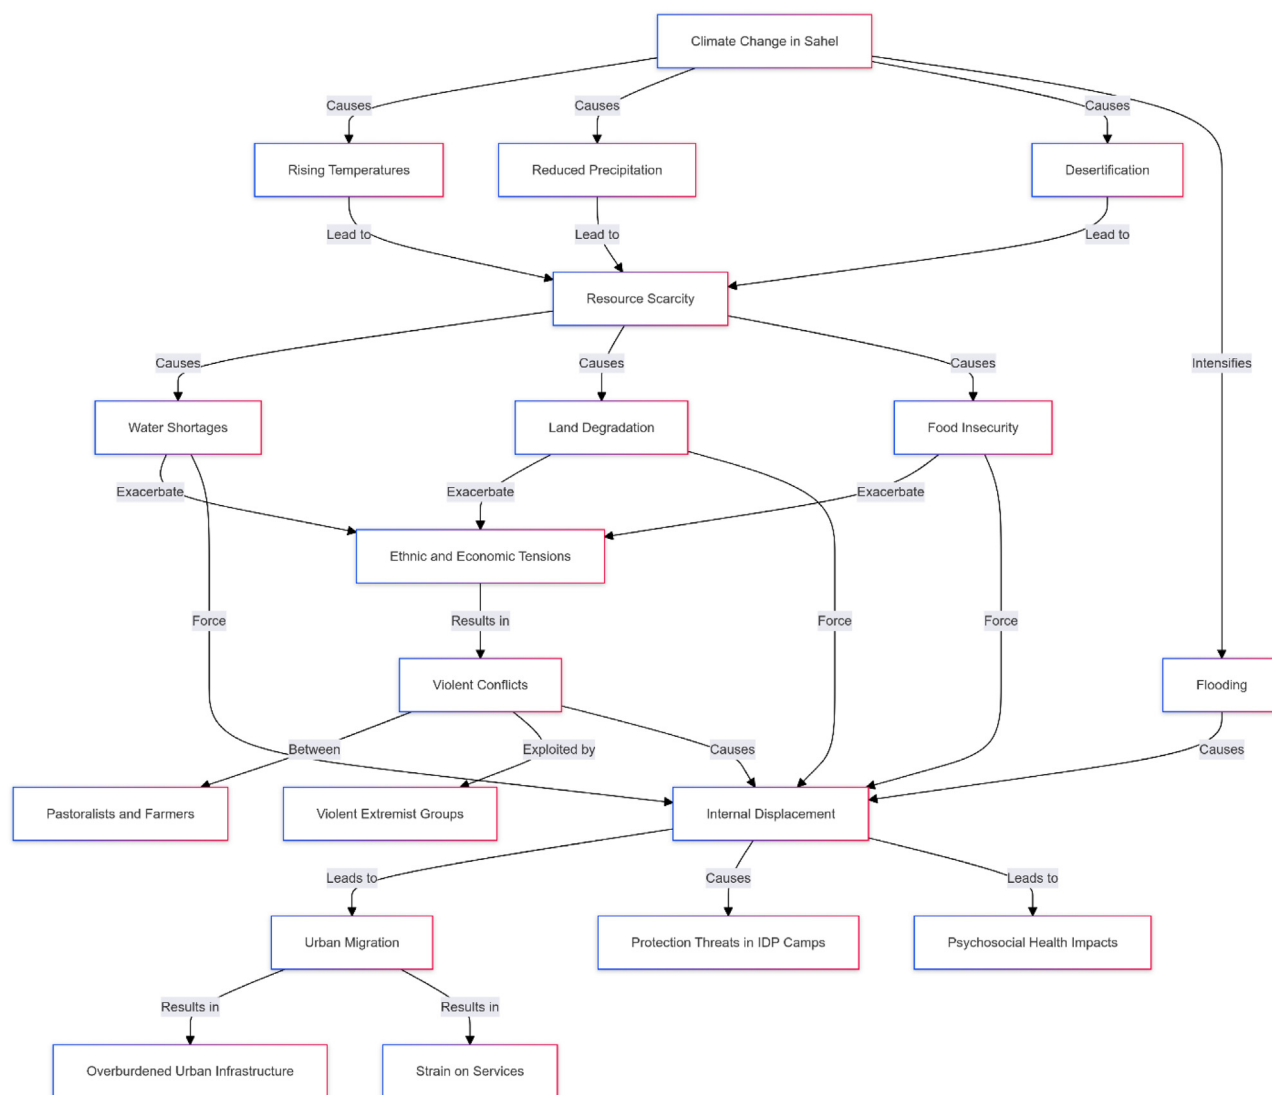 Climate Change in Sahel
Causes
Causes
Causes
Rising Temperatures
Reduced Precipitation
Desertification
Lead to
Lead to
Lead to
Resource Scarcity
Causes
Causes
Causes
Intensifies
Water Shortages
Land Degradation
Food Insecurity
Exacerbate
Exacerbate
Exacerbate
Ethnic and Economic Tensions
Force
Results in
Force
Force
Violent Conflicts
Flooding
Between
Exploited by
Causes
Causes
Pastoralists and Farmers
Violent Extremist Groups
Internal Displacement
Leads to
Causes
Leads to
Urban Migration
Protection Threats in IDP Camps
Psychosocial Health Impacts
Results in
Results in
Overburdened Urban Infrastructure
Strain on Services